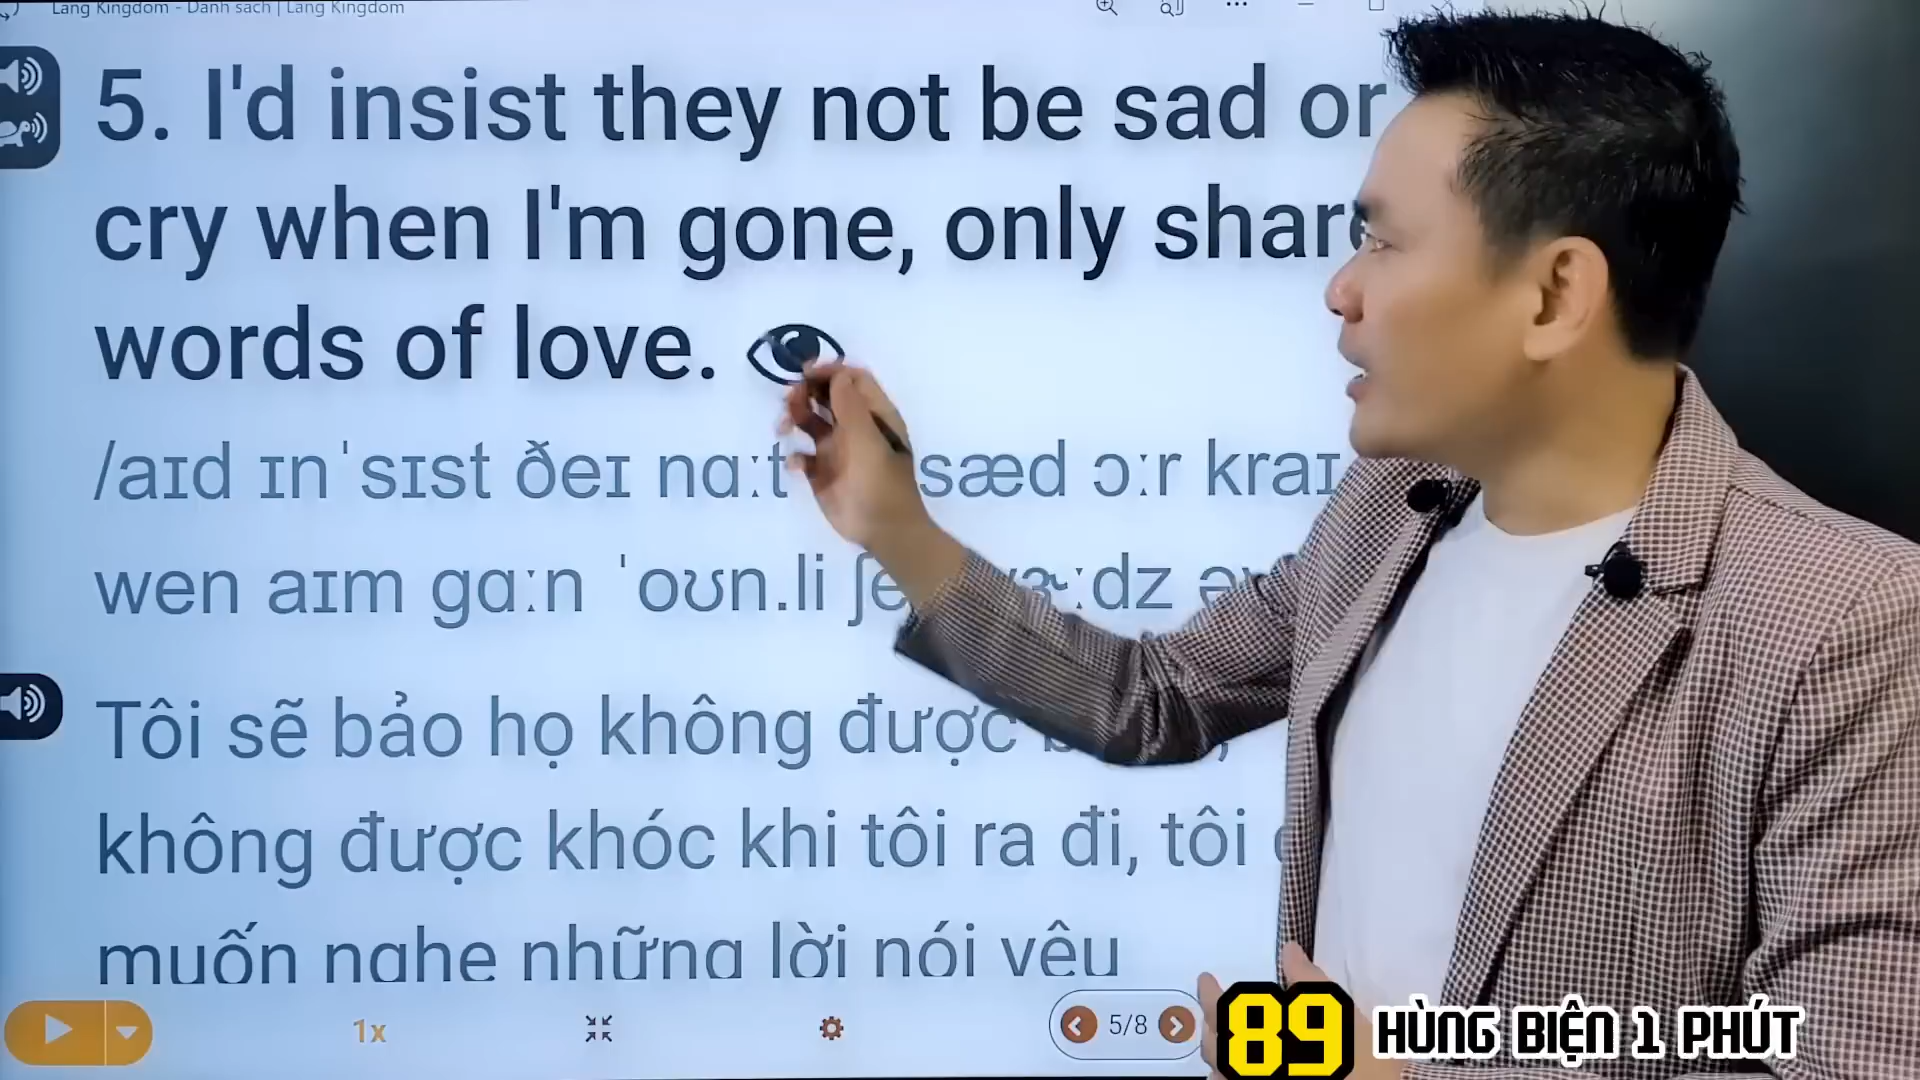 Lang Kingdom - Danh sách | Lang Kingdom
5. I'd insist they not be sad or
cry when I'm gone, only share
words of love.
/aɪd ɪnˈsɪst ðeɪ nɑːt sæd ɔːr kraɪ
wen aɪm gɑːn ˈoʊn.li
Tôi sẽ bảo họ không được
không được khóc khi tôi ra đi, tôi
muốn nghe những lời nói yêu
1x
5/8
89 HÙNG BIỆN 1 PHÚT